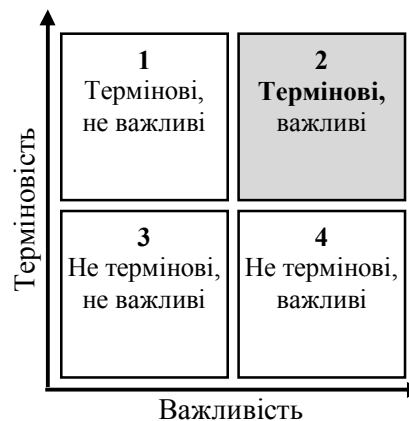 Терміновість
1
Термінові,
не важливі
2
Термінові,
важливі
3
Не термінові,
не важливі
4
Не термінові,
важливі
Важливість